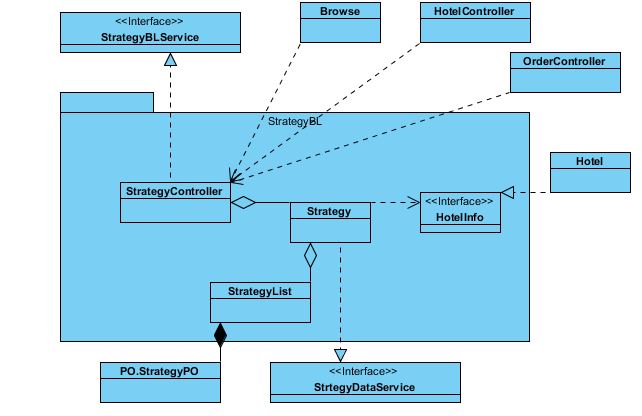 <<Interface>>
StrategyBLService
Browse
HotelController
OrderController
StrategyBL
Hotel
StrategyController
Strategy
<<Interface>>
HotelInfo
StrategyList
PO.StrategyPO
<<Interface>>
StrtegyDataService